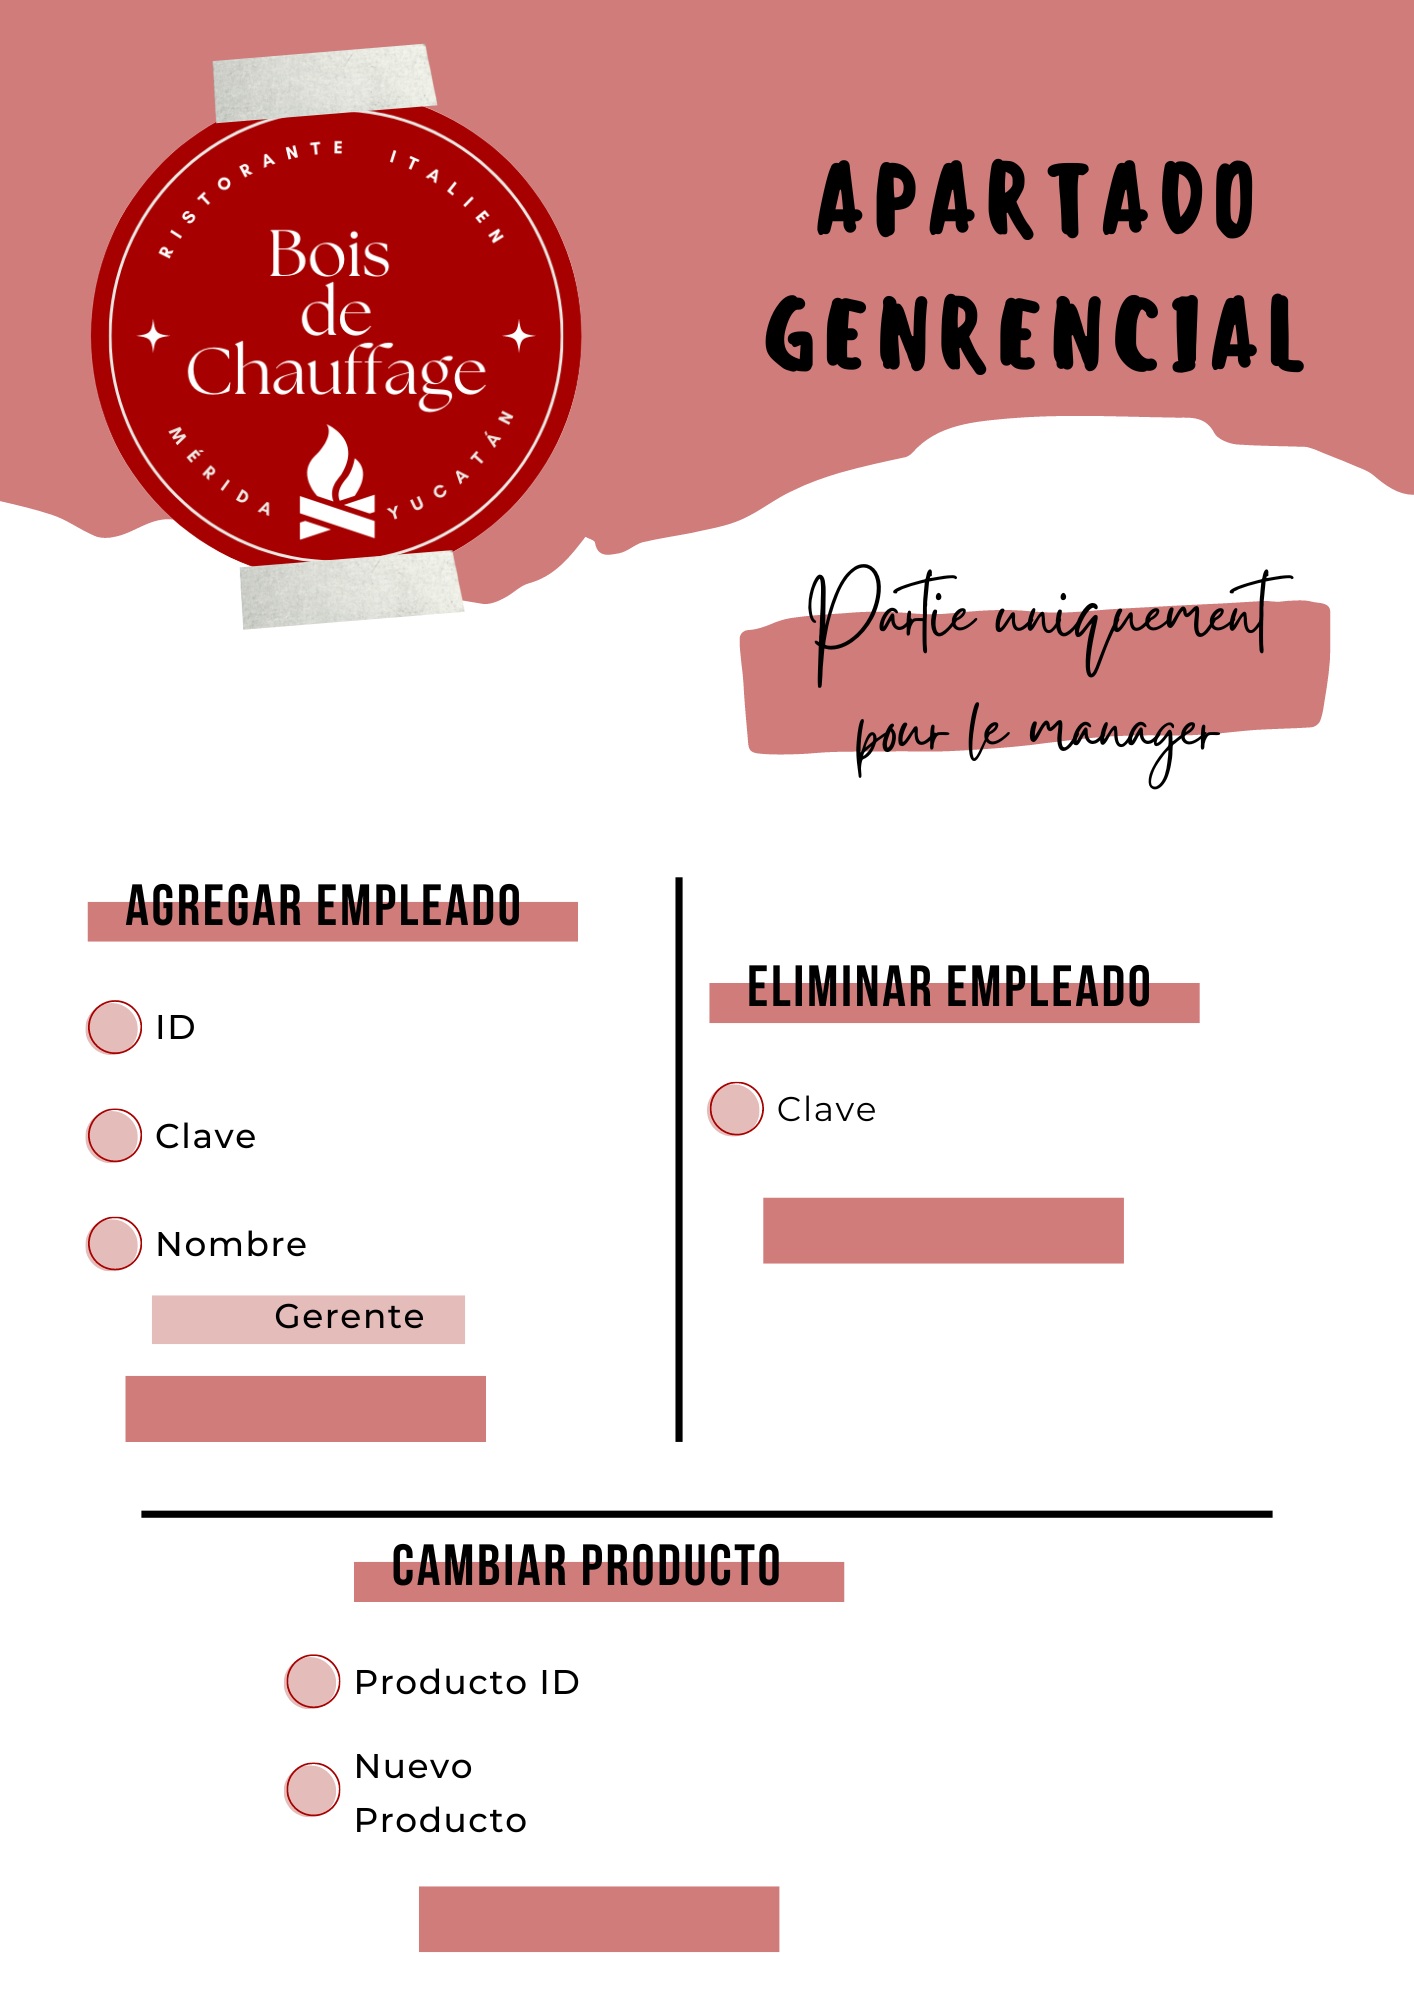 RISTORANTE ITALIEN
Bois
de
Chauffage
MÉRIDA YUCATÁN
APARTADO
GENRENCIAL
Partie uniquement
pour le manager
AGREGAR EMPLEADO
ID
Clave
Nombre
Gerente
ELIMINAR EMPLEADO
Clave
CAMBIAR PRODUCTO
Producto ID
Nuevo
Producto